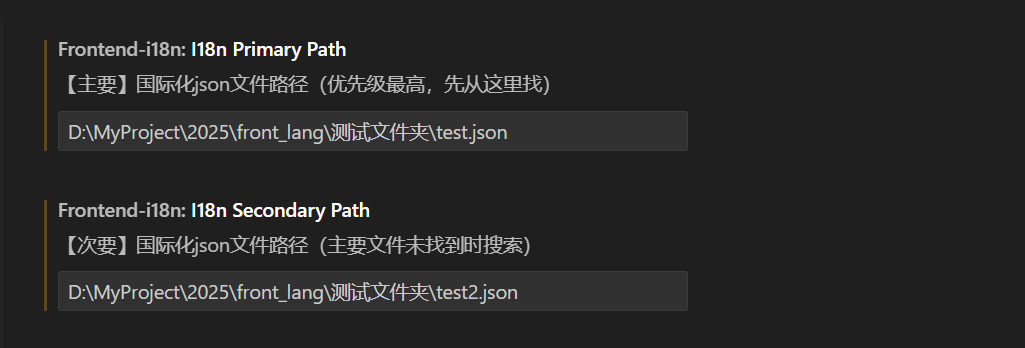 Frontend-i18n: I18n Primary Path
【主要】国际化json文件路径（优先级最高，先从这里找）
D:\MyProject\2025\front_lang\测试文件夹\test.json
Frontend-i18n: I18n Secondary Path
【次要】国际化json文件路径（主要文件未找到时搜索）
D:\MyProject\2025\front_lang\测试文件夹\test2.json